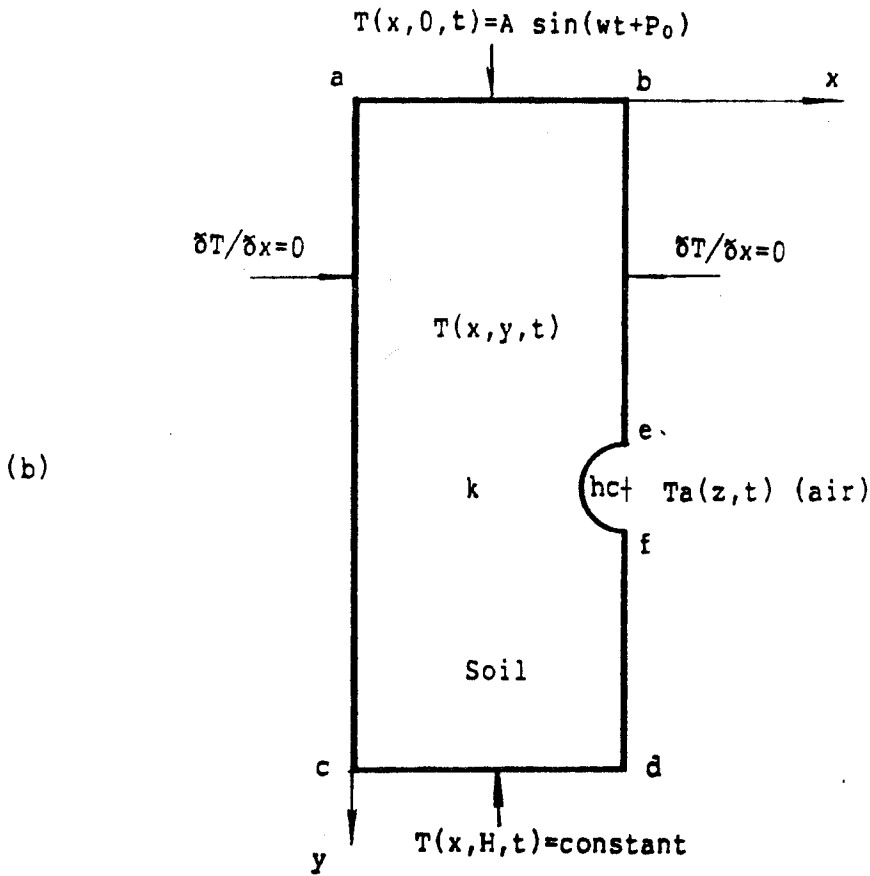 T(x,0,t)=A sin(wt+P₀)
a
b
x
δT/δx=0
δT/δx=0
T(x,y,t)
e
(b)
k
hc
Ta(z,t) (air)
f
Soil
c
d
T(x,H,t)=constant
y